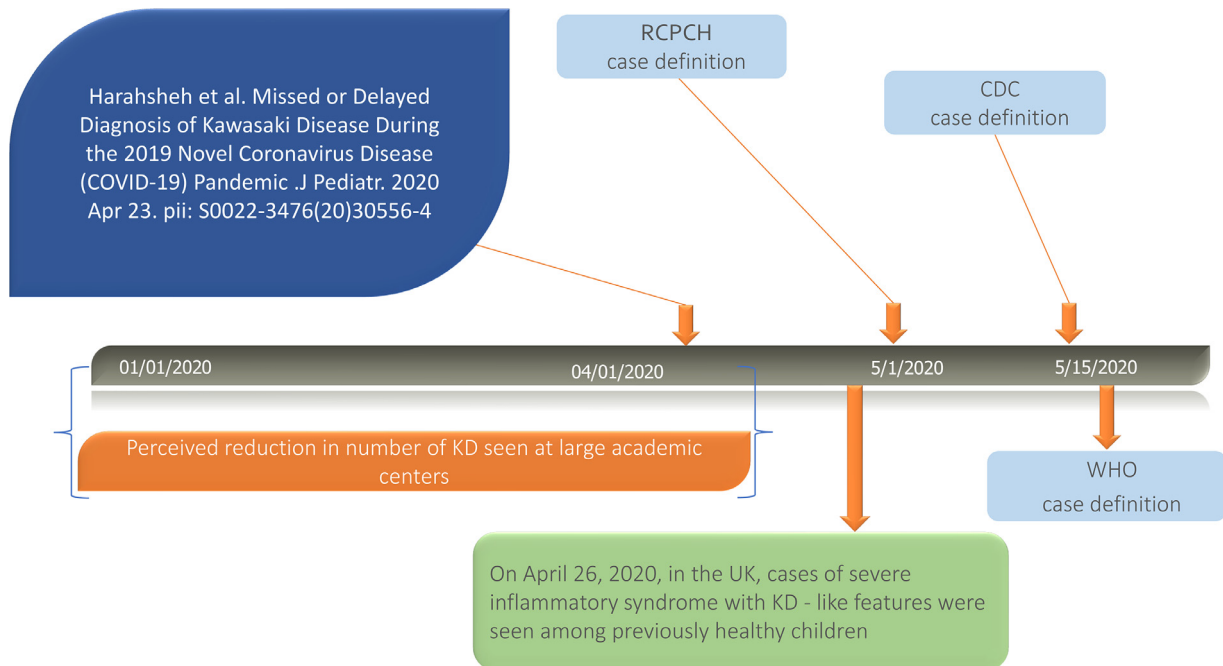 Harahsheh et al. Missed or Delayed
Diagnosis of Kawasaki Disease During
the 2019 Novel Coronavirus Disease
(COVID-19) Pandemic .J Pediatr. 2020
Apr 23. pii: S0022-3476(20)30556-4
RCPCH
case definition
CDC
case definition
01/01/2020
04/01/2020
5/1/2020
5/15/2020
Perceived reduction in number of KD seen at large academic
centers
WHO
case definition
On April 26, 2020, in the UK, cases of severe
inflammatory syndrome with KD - like features were
seen among previously healthy children